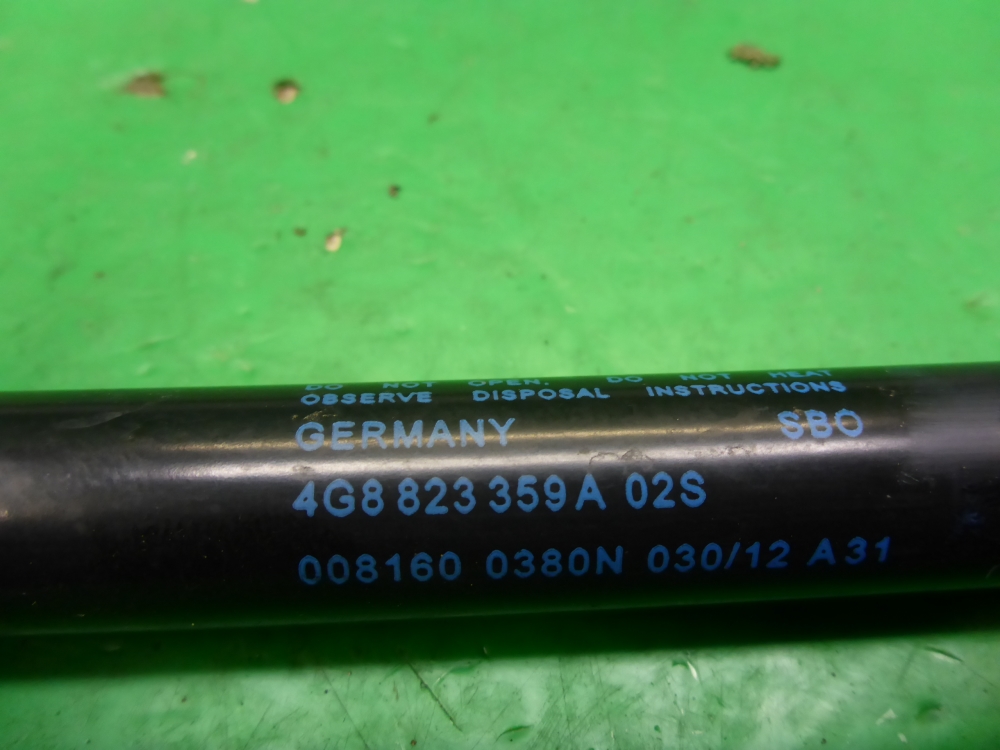 DO NOT OPEN. DO NOT HEAT
OBSERVE DISPOSAL INSTRUCTIONS
GERMANY SBO
4G8 823 359 A 02S
008160 0380N 030/12 A31